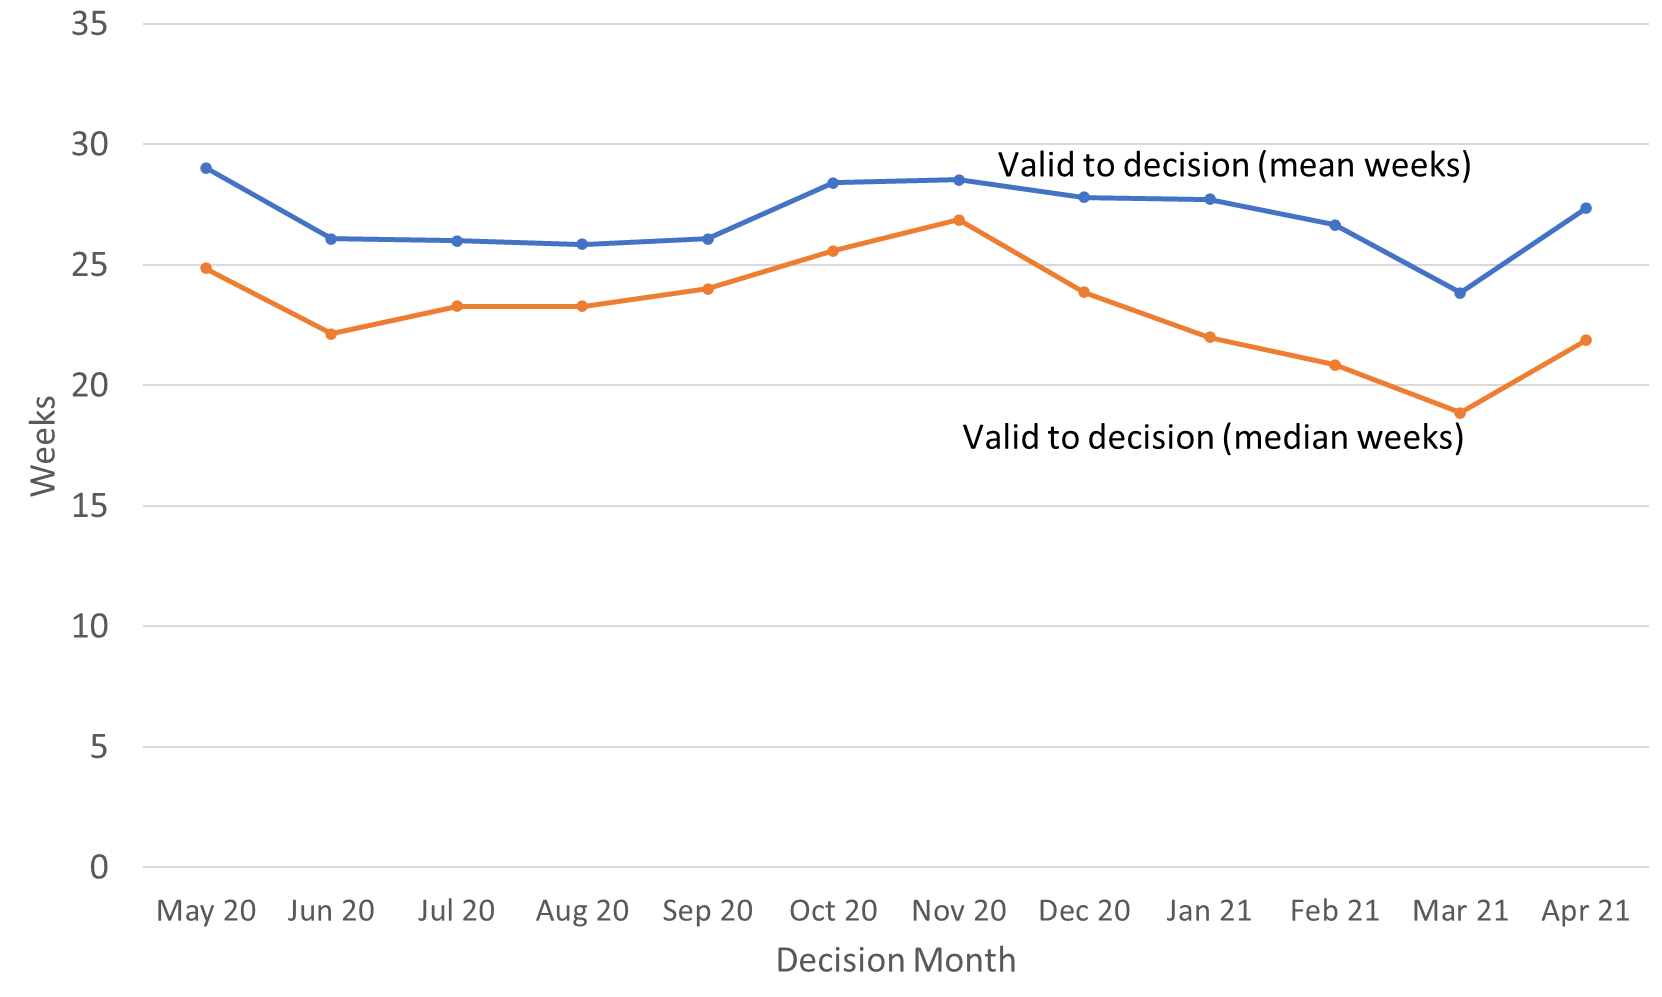 35
30
Valid to decision (mean weeks)
25
20
Valid to decision (median weeks)
Weeks
15
10
5
0
May 20 Jun 20 Jul 20 Aug 20 Sep 20 Oct 20 Nov 20 Dec 20 Jan 21 Feb 21 Mar 21 Apr 21
Decision Month